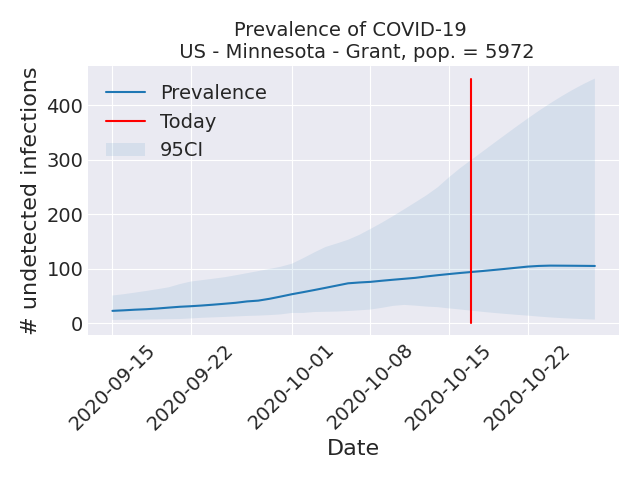 Prevalence of COVID-19
US - Minnesota - Grant, pop. = 5972
# undetected infections
400
300
200
100
0
Prevalence
Today
95CI
2020-09-15
2020-09-22
2020-10-01
2020-10-08
2020-10-15
2020-10-22
Date